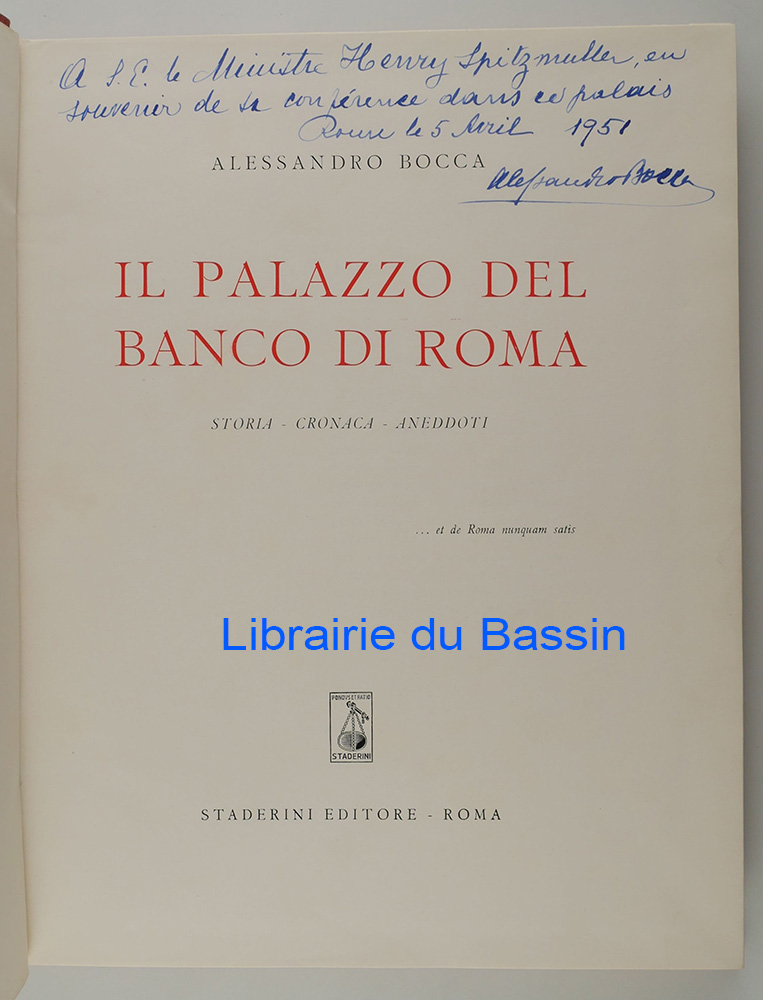 A S. E. le Ministre Henry Spitzmuller, en
souvenir de sa conférence dans ce palais
Rome le 5 Avril 1951
ALESSANDRO BOCCA
Alessandro Bocca
IL PALAZZO DEL
BANCO DI ROMA
STORIA - CRONACA - ANEDDOTI
... et de Roma nunquam satis
Librairie du Bassin
PONDVS ET RATIO
STADERINI
STADERINI EDITORE - ROMA